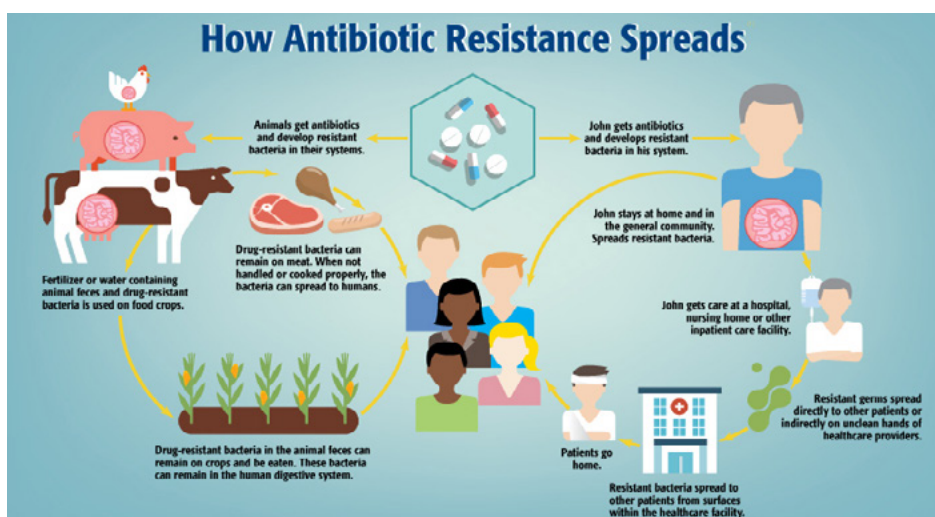 How Antibiotic Resistance Spreads
Animals get antibiotics
and develop resistant
bacteria in their systems.
John gets antibiotics
and develops resistant
bacteria in his system.
John stays at home and in
the general community.
Spreads resistant bacteria.
Drug-resistant bacteria can
remain on meat. When not
handled or cooked properly, the
bacteria can spread to humans.
Fertilizer or water containing
animal feces and drug-resistant
bacteria is used on food crops.
John gets care at a hospital,
nursing home or other
inpatient care facility.
Resistant germs spread
directly to other patients or
indirectly on unclean hands of
healthcare providers.
Drug-resistant bacteria in the animal feces can
remain on crops and be eaten. These bacteria
can remain in the human digestive system.
Patients go
home.
Resistant bacteria spread to
other patients from surfaces
within the healthcare facility.